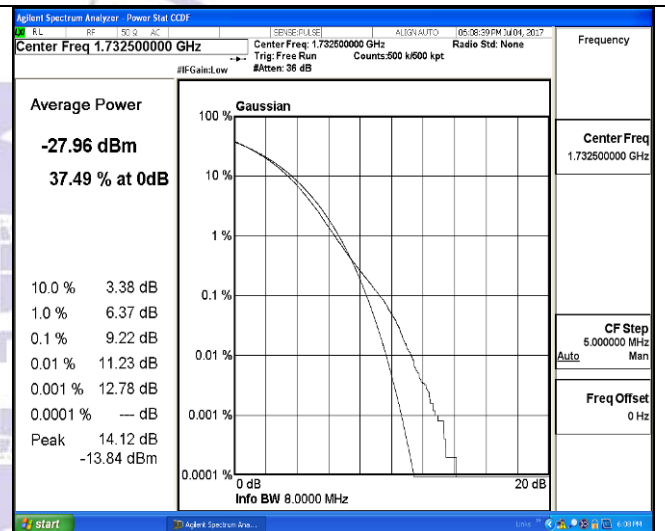 Agilent Spectrum Analyzer - Power Stat CCDF
RL RF 50 Ω AC SENSE:PULSE ALIGN AUTO 05:08:39 PM Jul 04, 2017
Center Freq 1.732500000 GHz
Center Freq: 1.732500000 GHz Radio Std: None
Trig: Free Run Counts:500 k/500 kpt
#IFGain:Low #Atten: 36 dB
Frequency
Average Power
-27.96 dBm
37.49 % at 0dB
10.0 % 3.38 dB
1.0 % 6.37 dB
0.1 % 9.22 dB
0.01 % 11.23 dB
0.001 % 12.78 dB
0.0001 % --- dB
Peak 14.12 dB
-13.84 dBm
Gaussian
100 %
10 %
1 %
0.1 %
0.01 %
0.001 %
0.0001 %
0 dB 20 dB
Info BW 8.0000 MHz
Center Freq
1.732500000 GHz
CF Step
5.000000 MHz
Auto Man
Freq Offset
0 Hz
start Agilent Spectrum Ana... Links » 6:08 PM